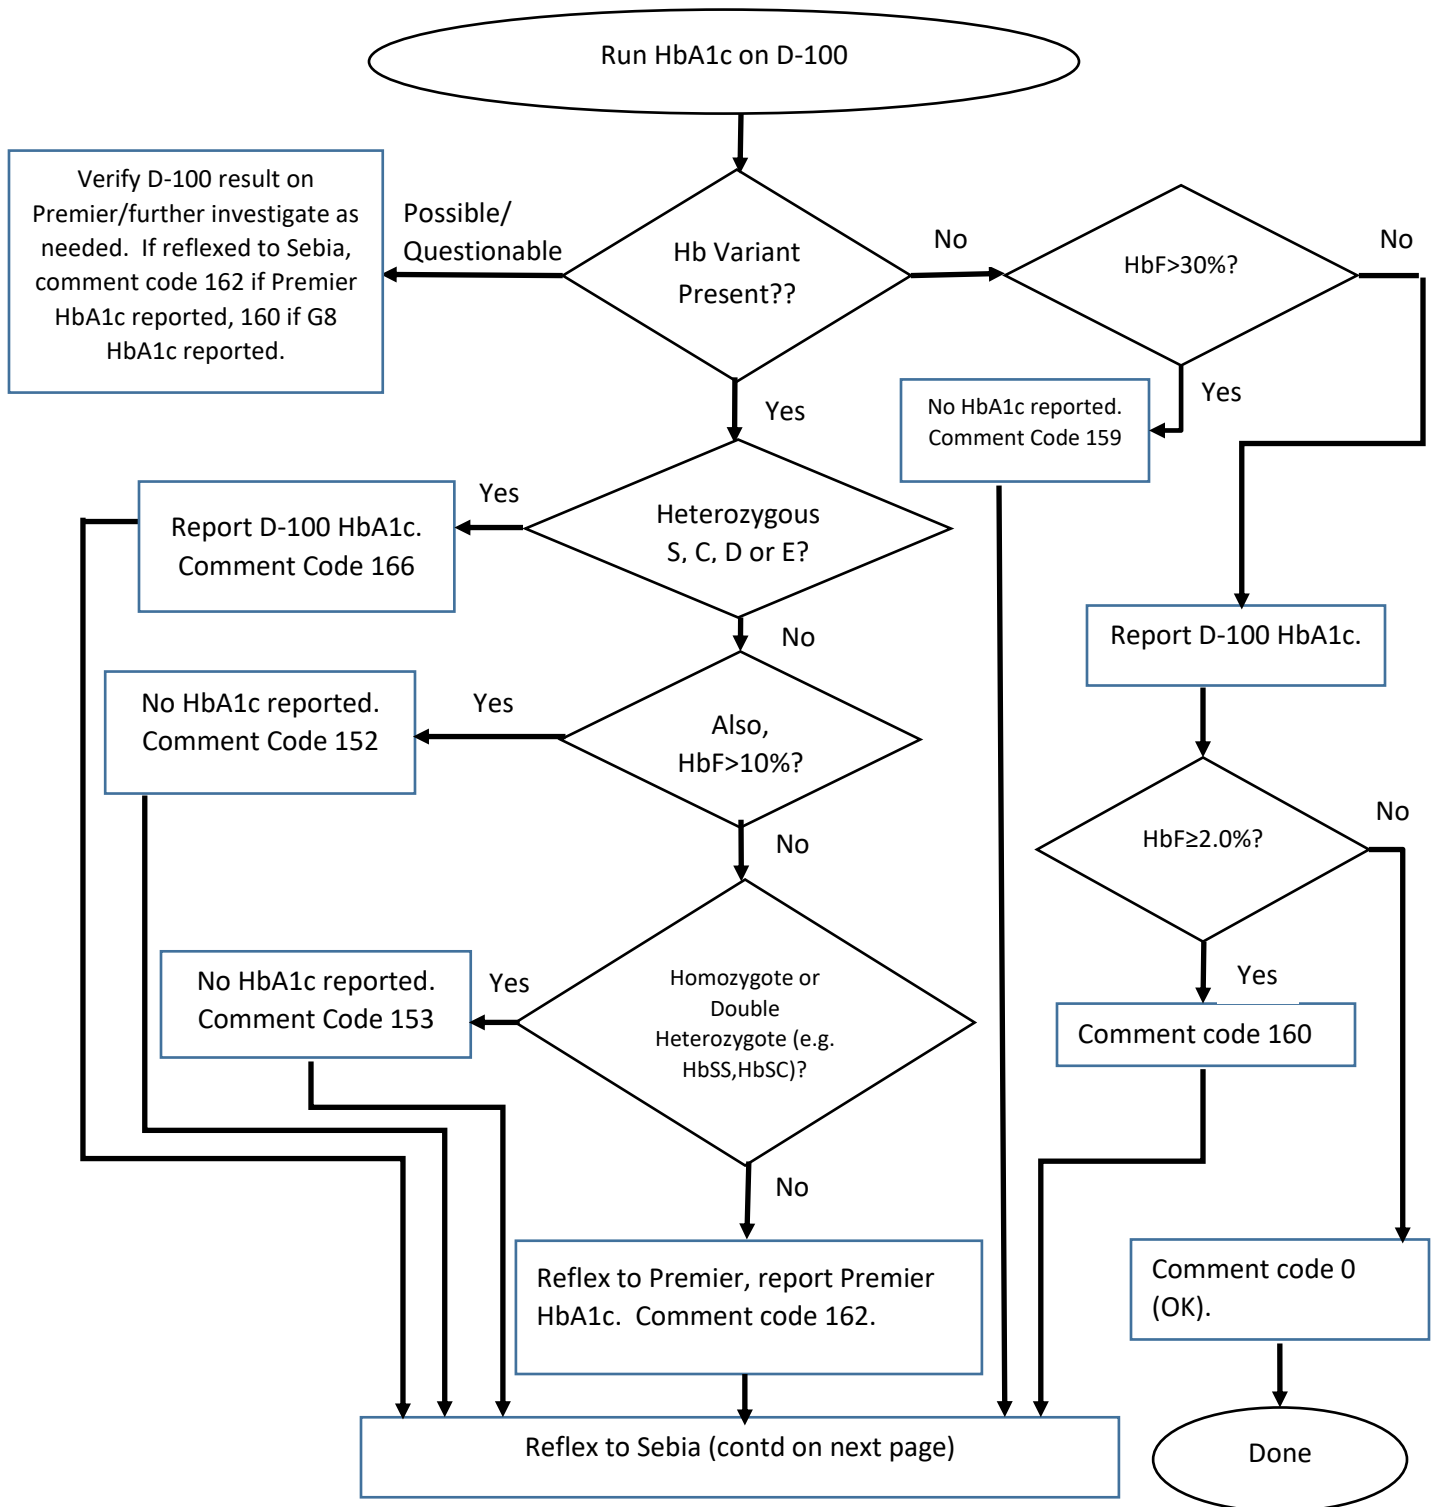 Run HbA1c on D-100
Verify D-100 result on
Premier/further investigate as
needed.  If reflexed to Sebia,
comment code 162 if Premier
HbA1c reported, 160 if G8
HbA1c reported.
Possible/
Questionable
Hb Variant
Present??
No
HbF>30%?
No
Yes
No HbA1c reported.
Comment Code 159
Yes
Heterozygous
S, C, D or E?
Yes
Report D-100 HbA1c.
Comment Code 166
No
Report D-100 HbA1c.
Also,
HbF>10%?
Yes
No HbA1c reported.
Comment Code 152
No
HbF≥2.0%?
No
Yes
Comment code 160
Homozygote or
Double
Heterozygote (e.g.
HbSS,HbSC)?
Yes
No HbA1c reported.
Comment Code 153
No
Reflex to Premier, report Premier
HbA1c.  Comment code 162.
Comment code 0
(OK).
Reflex to Sebia (contd on next page)
Done